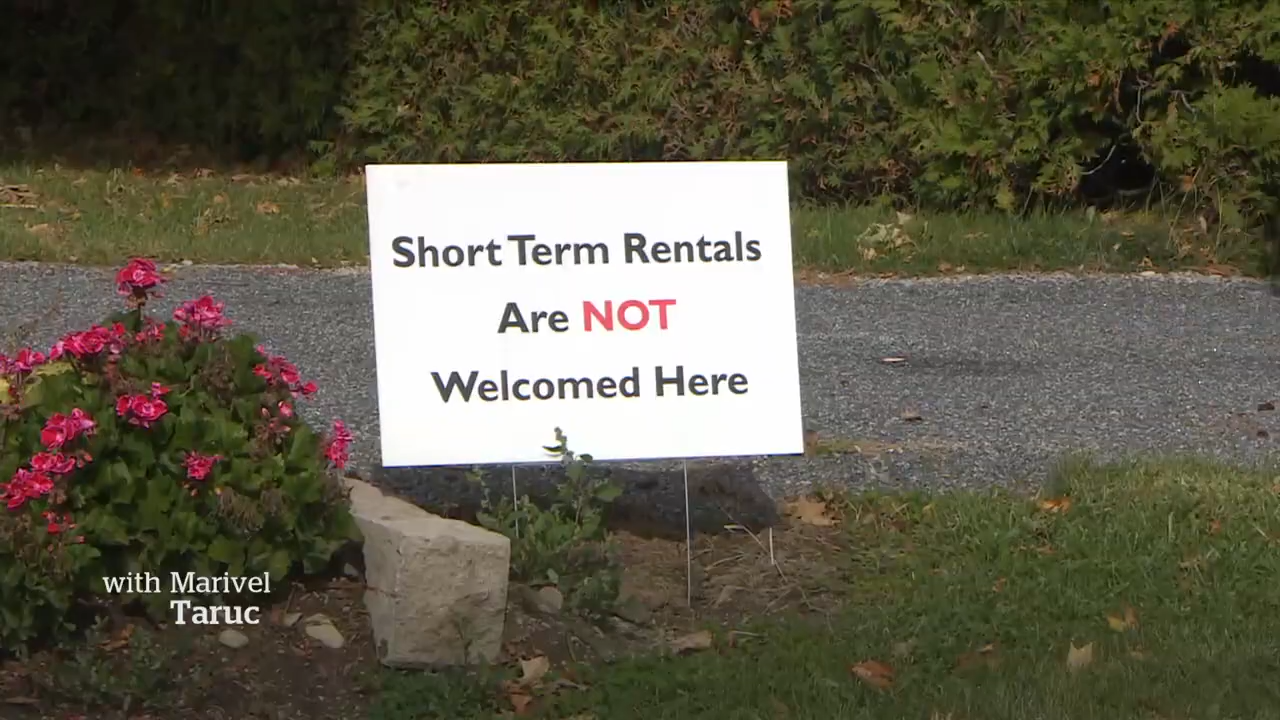 Short Term Rentals
Are NOT
Welcomed Here
with Marivel
Taruc